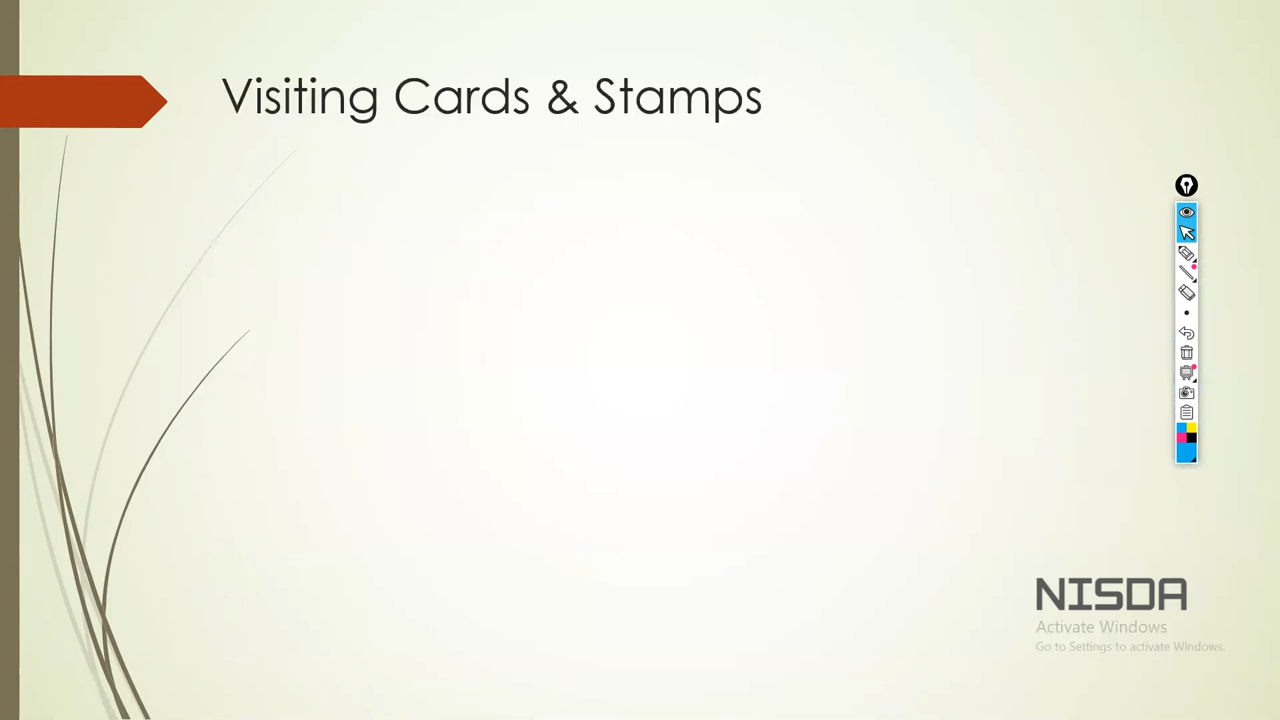 Visiting Cards & Stamps
NISDA
Activate Windows
Go to Settings to activate Windows.